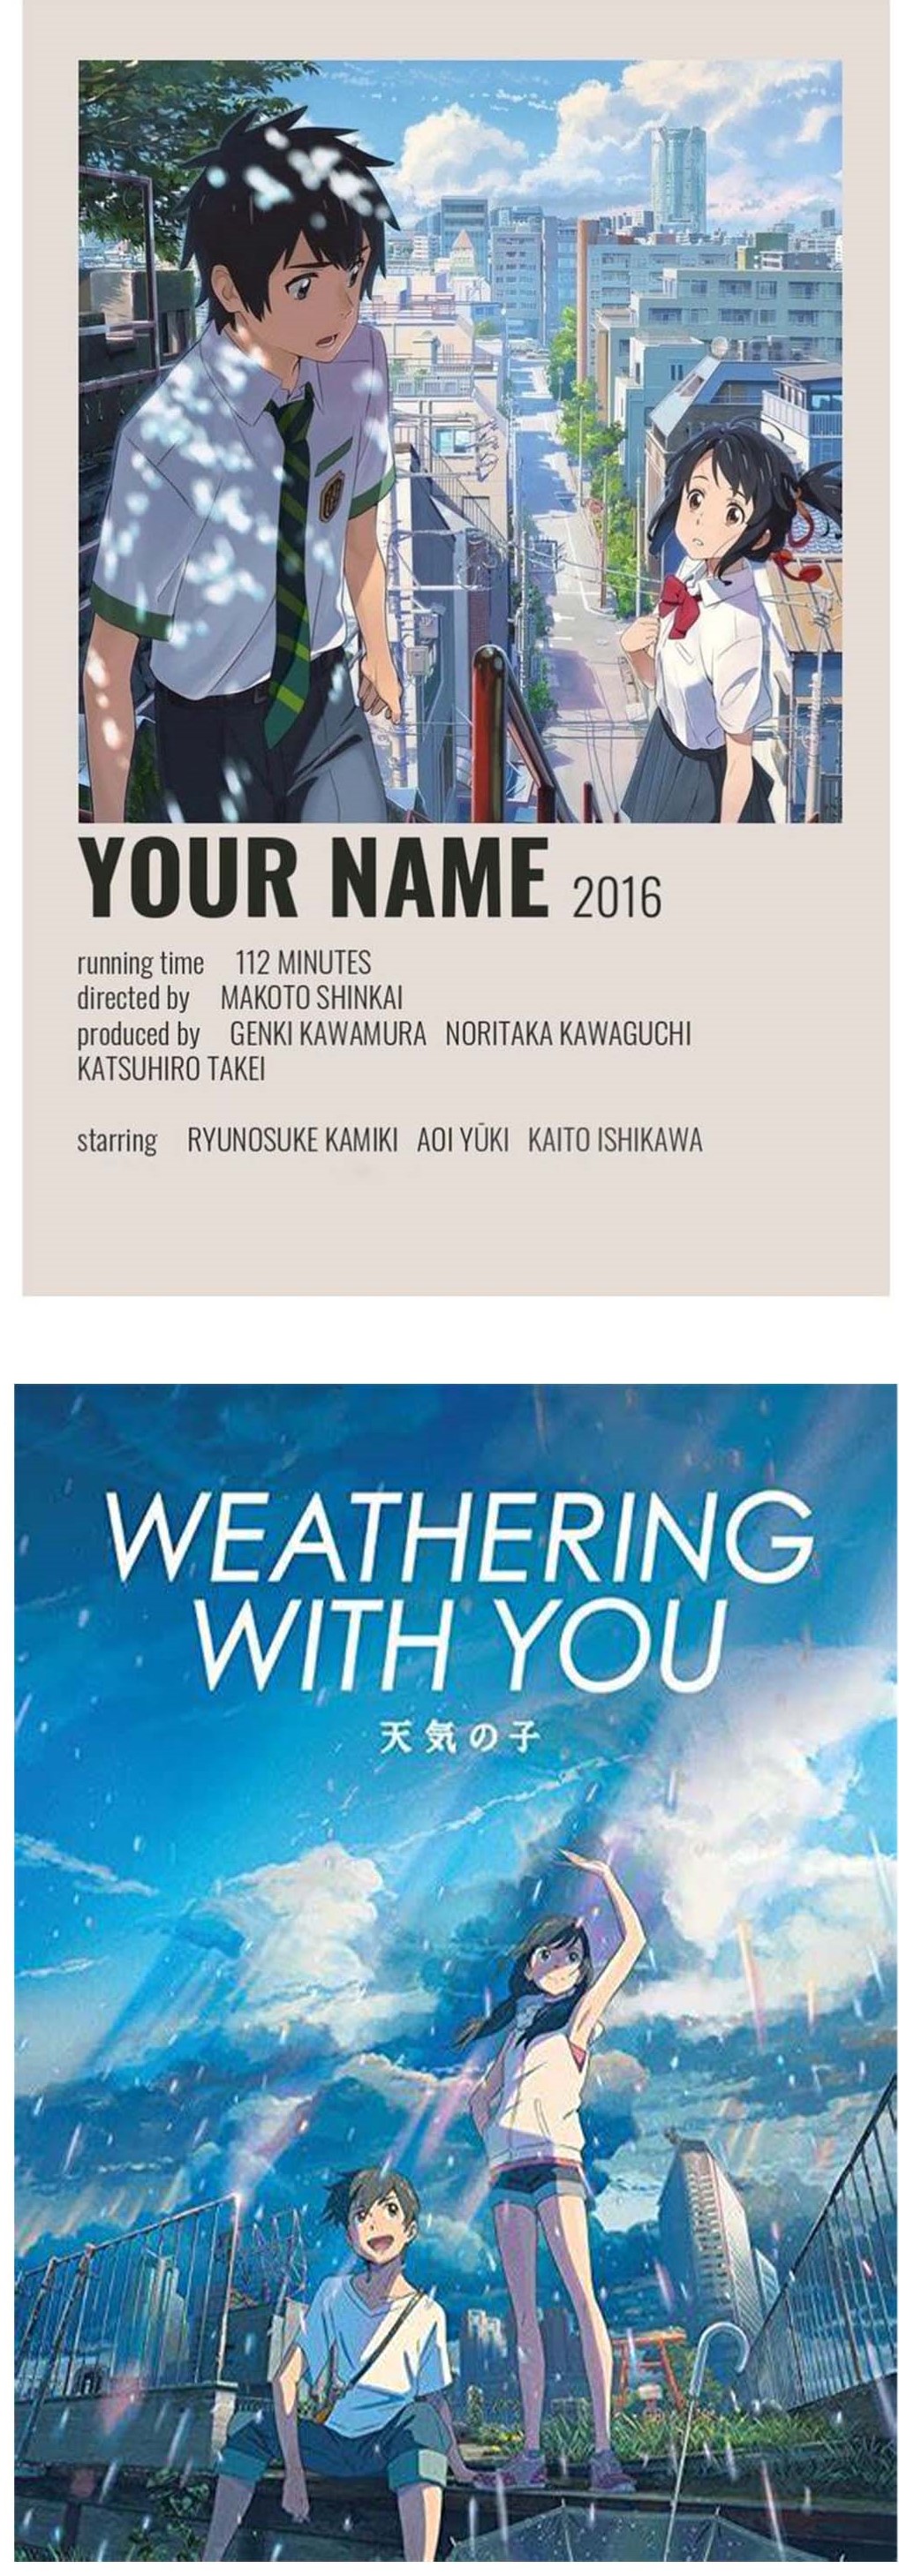 YOUR NAME 2016
running time 112 MINUTES
directed by MAKOTO SHINKAI
produced by GENKI KAWAMURA NORITAKA KAWAGUCHI
KATSUHIRO TAKEI
starring RYUNOSUKE KAMIKI AOI YŪKI KAITO ISHIKAWA
WEATHERING
WITH YOU
天気の子